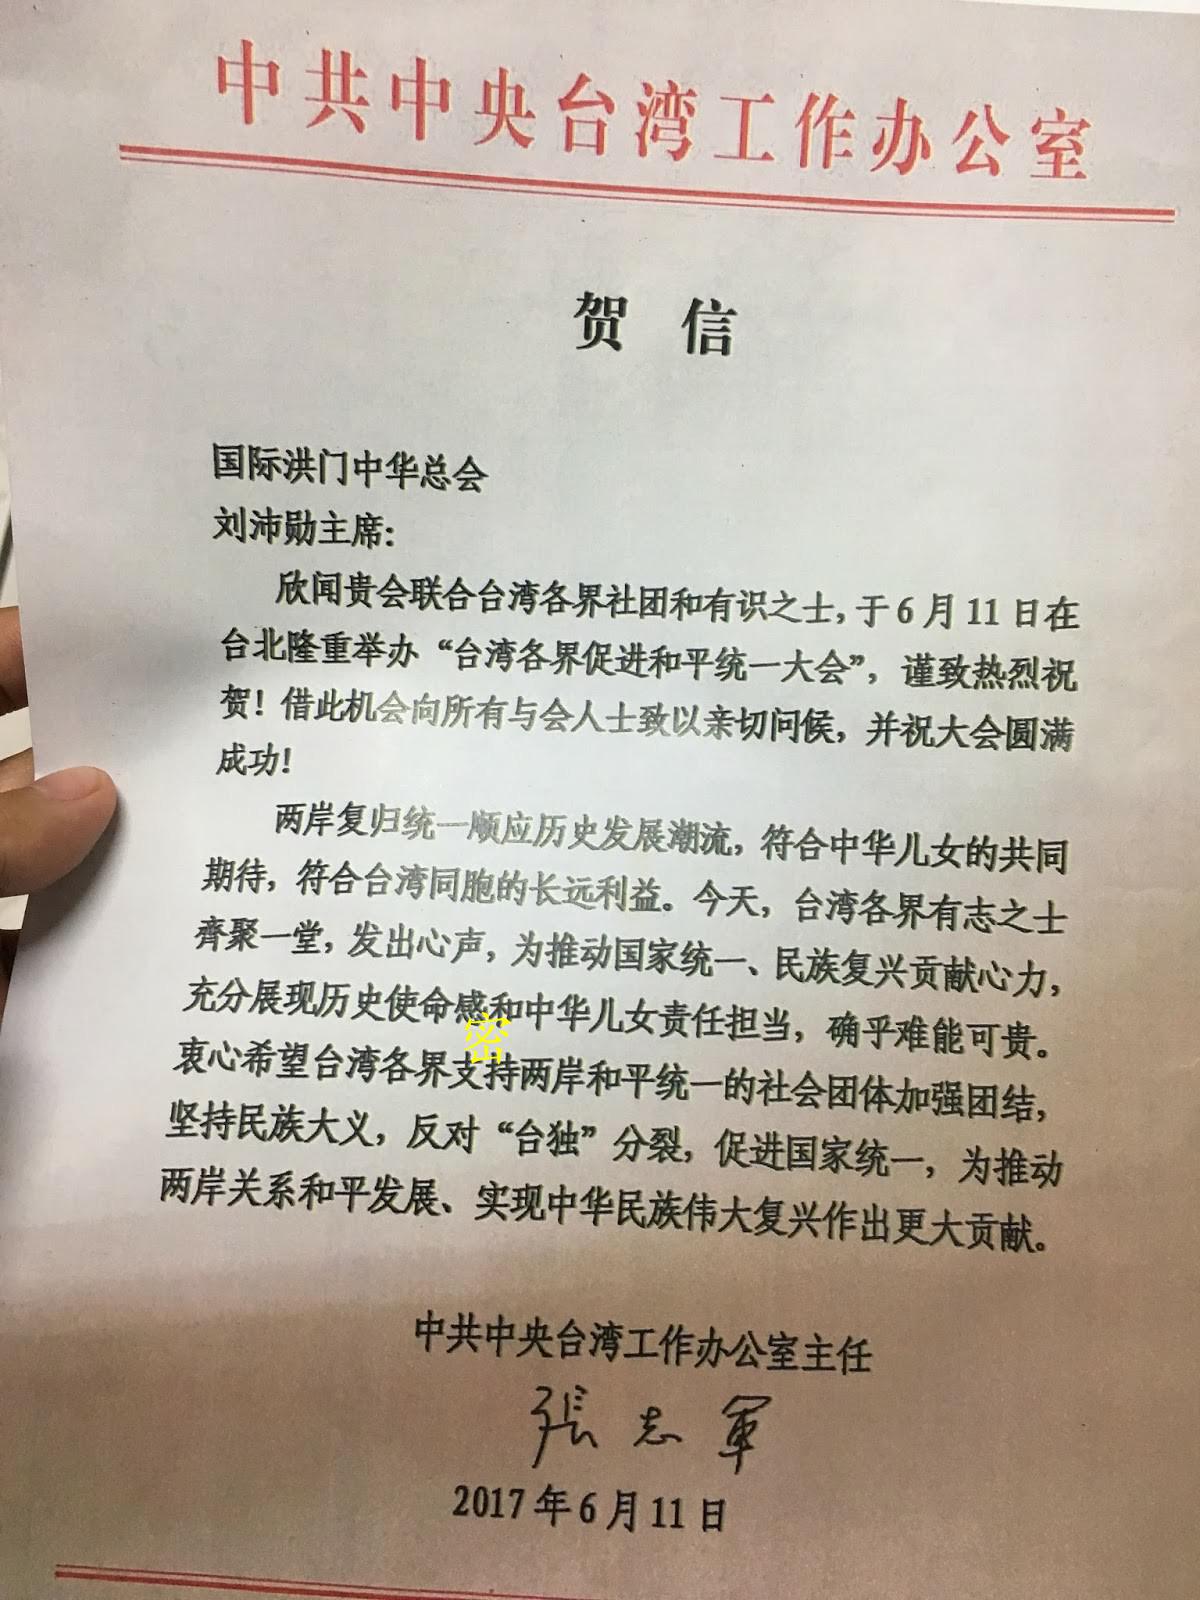 中共中央台湾工作办公室
贺 信
国际洪门中华总会
刘沛勋主席：
欣闻贵会联合台湾各界社团和有识之士，于6月11日在
台北隆重举办“台湾各界促进和平统一大会”，谨致热烈祝
贺！借此机会向所有与会人士致以亲切问候，并祝大会圆满
成功！
两岸复归统一顺应历史发展潮流，符合中华儿女的共同
期待，符合台湾同胞的长远利益。今天，台湾各界有志之士
齐聚一堂，发出心声，为推动国家统一、民族复兴贡献心力，
充分展现历史使命感和中华儿女责任担当，确乎难能可贵。
密
衷心希望台湾各界支持两岸和平统一的社会团体加强团结，
坚持民族大义，反对“台独”分裂，促进国家统一，为推动
两岸关系和平发展、实现中华民族伟大复兴作出更大贡献。
中共中央台湾工作办公室主任
張志軍
2017年6月11日